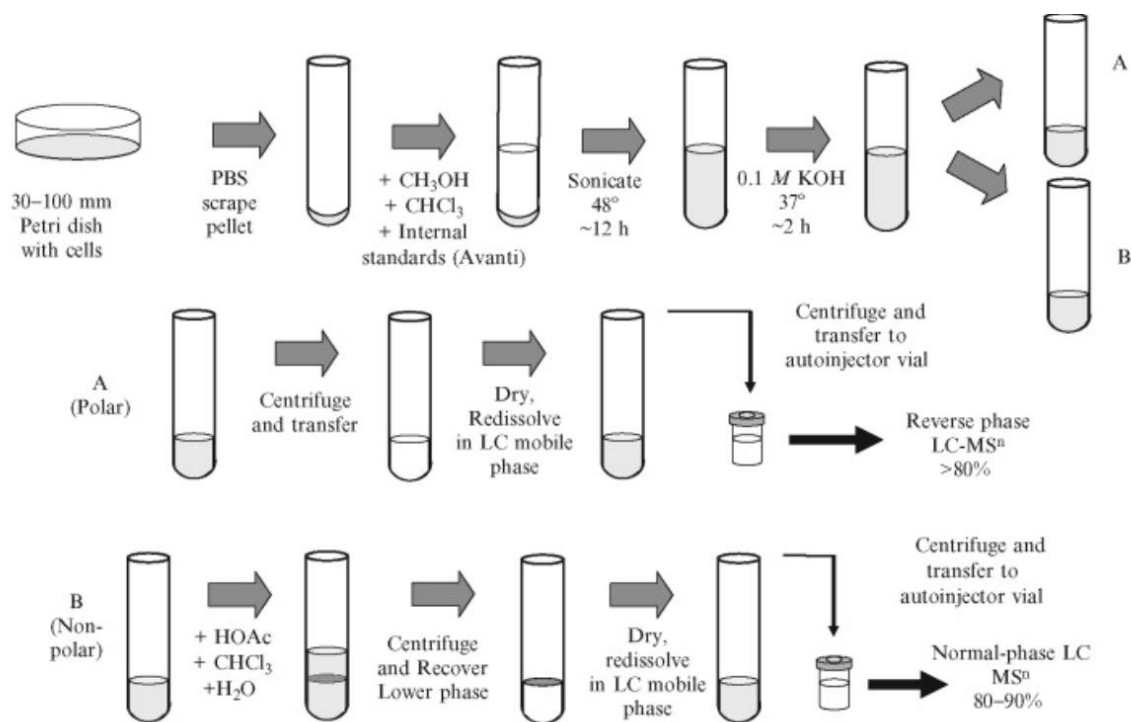 30–100 mm
Petri dish
with cells
PBS
scrape
pellet
+ CH₃OH
+ CHCl₃
+ Internal
standards (Avanti)
Sonicate
48°
~12 h
0.1 M KOH
37°
~2 h
A
B
A
(Polar)
Centrifuge
and transfer
Dry,
Redissolve
in LC mobile
phase
Centrifuge and
transfer to
autoinjector vial
Reverse phase
LC-MSⁿ
>80%
B
(Non-
polar)
+ HOAc
+ CHCl₃
+H₂O
Centrifuge
and Recover
Lower phase
Dry,
redissolve
in LC mobile
phase
Centrifuge and
transfer to
autoinjector vial
Normal-phase LC
MSⁿ
80–90%